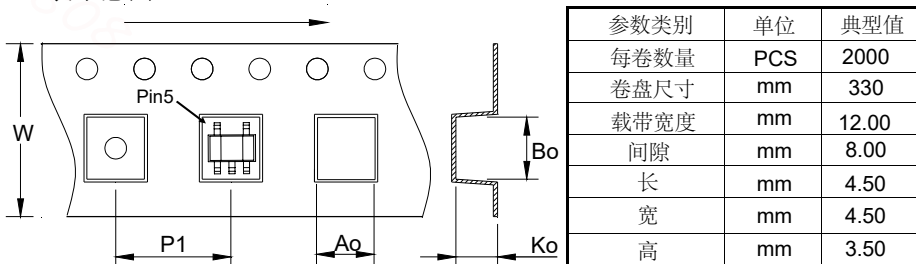 W
Pin5
P1
Ao
Bo
Ko
参数类别 单位 典型值
每卷数量 PCS 2000
卷盘尺寸 mm 330
载带宽度 mm 12.00
间隙 mm 8.00
长 mm 4.50
宽 mm 4.50
高 mm 3.50